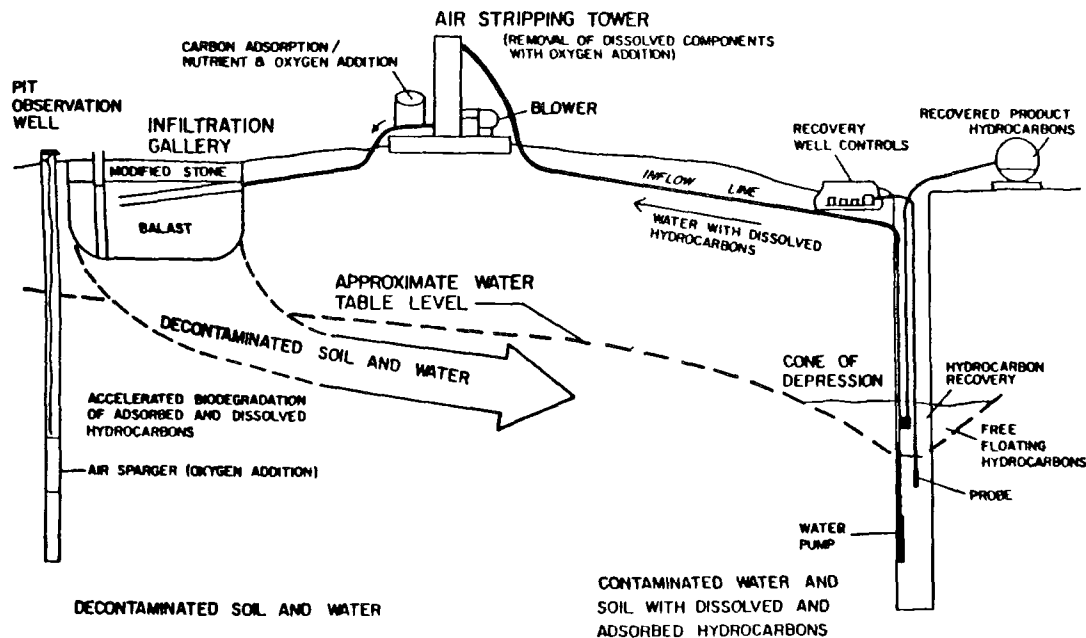 AIR STRIPPING TOWER
(REMOVAL OF DISSOLVED COMPONENTS
WITH OXYGEN ADDITION)
CARBON ADSORPTION/
NUTRIENT & OXYGEN ADDITION
BLOWER
PIT
OBSERVATION
WELL
INFILTRATION
GALLERY
MODIFIED STONE
BALAST
RECOVERY
WELL CONTROLS
RECOVERED PRODUCT
HYDROCARBONS
INFLOW LINE
WATER WITH DISSOLVED
HYDROCARBONS
APPROXIMATE WATER
TABLE LEVEL
DECONTAMINATED SOIL AND WATER
CONE OF
DEPRESSION
HYDROCARBON
RECOVERY
FREE
FLOATING
HYDROCARBONS
PROBE
WATER
PUMP
ACCELERATED BIODEGRADATION
OF ADSORBED AND DISSOLVED
HYDROCARBONS
AIR SPARGER (OXYGEN ADDITION)
DECONTAMINATED SOIL AND WATER
CONTAMINATED WATER AND
SOIL WITH DISSOLVED AND
ADSORBED HYDROCARBONS